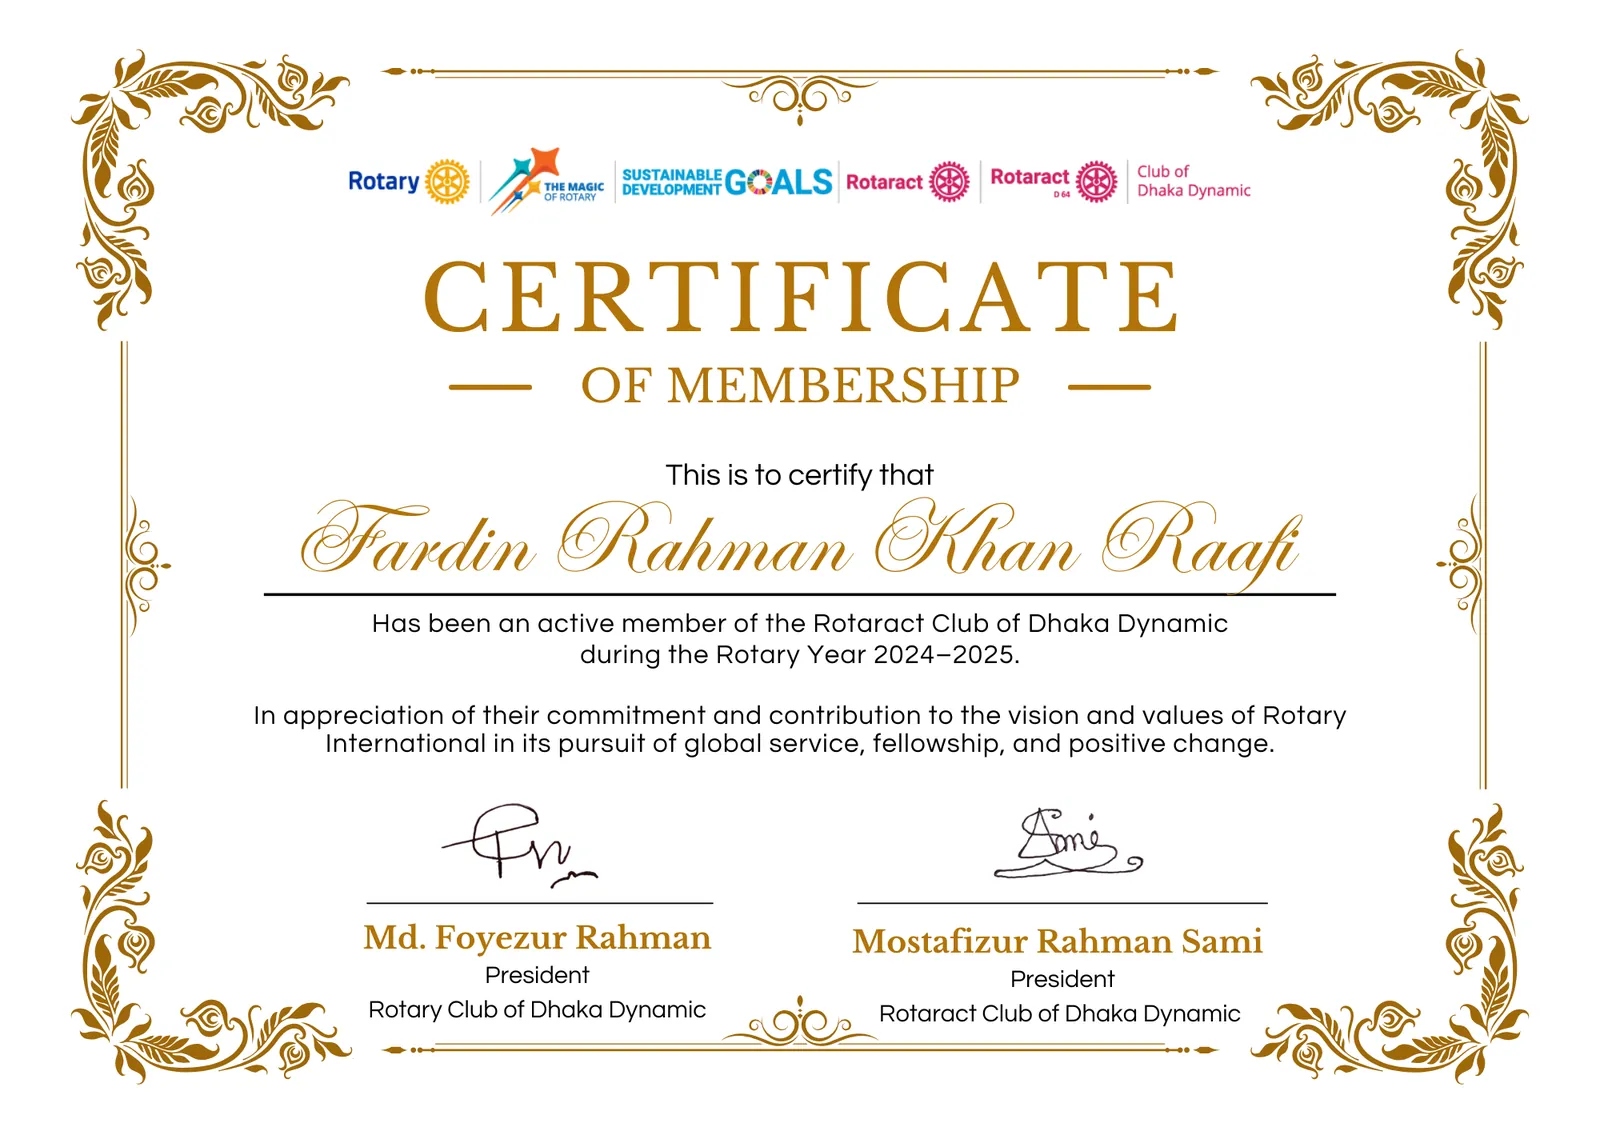 Rotary
THE MAGIC
OF ROTARY
SUSTAINABLE
DEVELOPMENT
GOALS
Rotaract
Rotaract
D 64
Club of
Dhaka Dynamic
CERTIFICATE
OF MEMBERSHIP
This is to certify that
Fardin Rahman Khan Raafi
Has been an active member of the Rotaract Club of Dhaka Dynamic
during the Rotary Year 2024–2025.
In appreciation of their commitment and contribution to the vision and values of Rotary
International in its pursuit of global service, fellowship, and positive change.
Sami
Md. Foyezur Rahman
President
Rotary Club of Dhaka Dynamic
Mostafizur Rahman Sami
President
Rotaract Club of Dhaka Dynamic